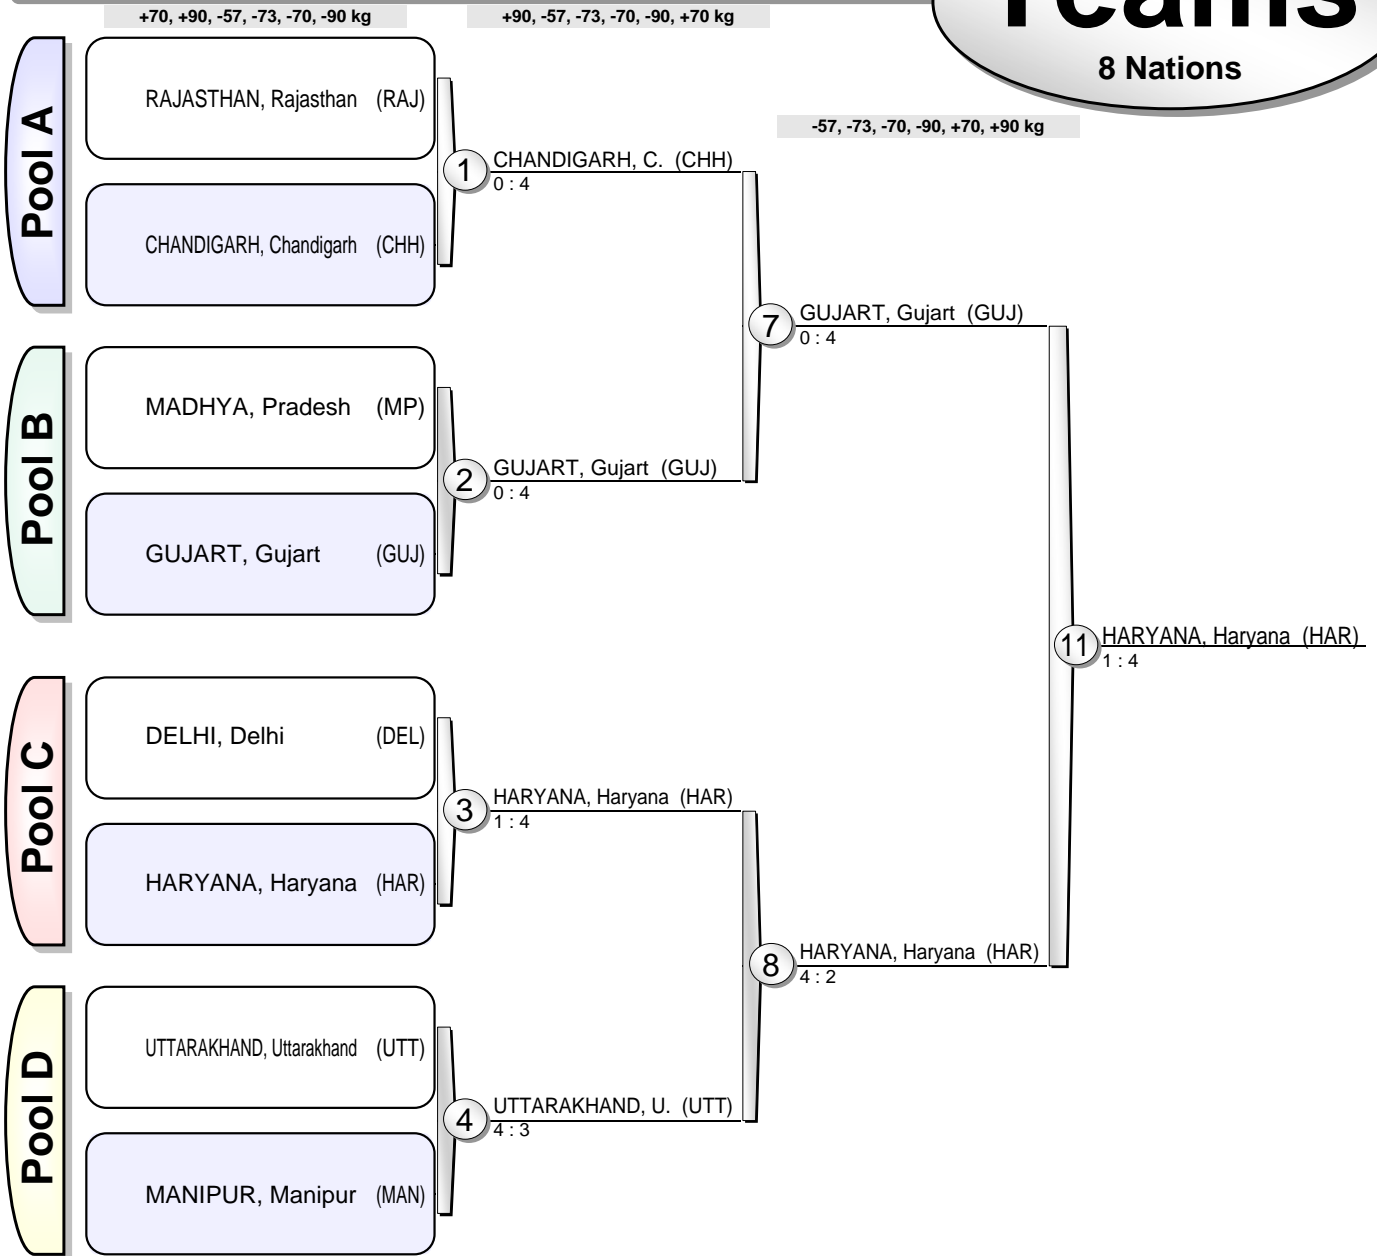 Teams
8 Nations
+70, +90, -57, -73, -70, -90 kg
+90, -57, -73, -70, -90, +70 kg
-57, -73, -70, -90, +70, +90 kg
Pool A
RAJASTHAN, Rajasthan (RAJ)
CHANDIGARH, Chandigarh (CHH)
1 CHANDIGARH, C. (CHH)
0 : 4
Pool B
MADHYA, Pradesh (MP)
GUJART, Gujart (GUJ)
2 GUJART, Gujart (GUJ)
0 : 4
7 GUJART, Gujart (GUJ)
0 : 4
Pool C
DELHI, Delhi (DEL)
HARYANA, Haryana (HAR)
3 HARYANA, Haryana (HAR)
1 : 4
Pool D
UTTARAKHAND, Uttarakhand (UTT)
MANIPUR, Manipur (MAN)
4 UTTARAKHAND, U. (UTT)
4 : 3
8 HARYANA, Haryana (HAR)
4 : 2
11 HARYANA, Haryana (HAR)
1 : 4